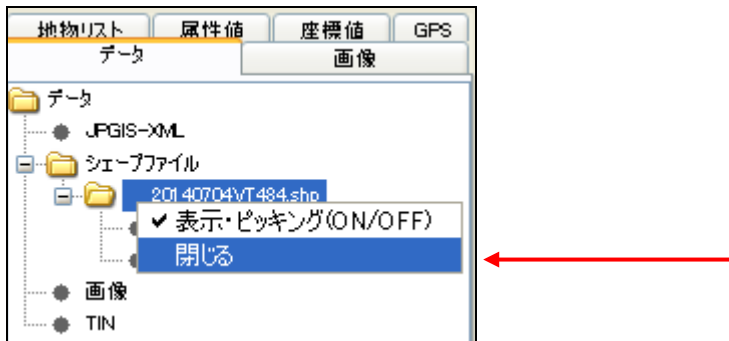 地物リスト 属性値 座標値 GPS
データ 画像
データ
JPGIS-XML
シェープファイル
20140704VT484.shp
表示・ピッキング(ON/OFF)
閉じる
画像
TIN